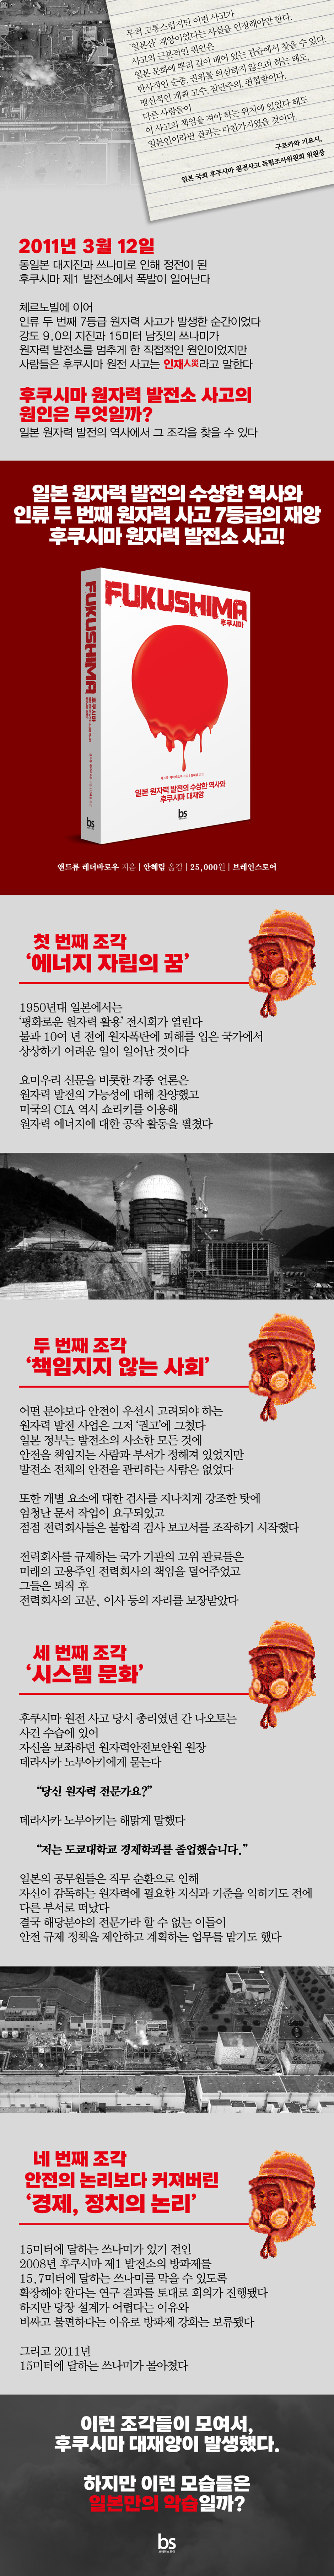 무척 고통스럽지만 이번 사고가
'일본산' 재앙이었다는 사실을 인정해야만 한다.
사고의 근본적인 원인은
일본 문화에 뿌리 깊이 배어 있는 관습에서 찾을 수 있다.
반사적인 순종, 권위를 의심하지 않으려 하는 태도,
맹신적인 계획 고수, 집단주의, 편협함이다.
다른 사람들이
이 사고의 책임을 져야 하는 위치에 있었다 해도
일본인이라면 결과는 마찬가지였을 것이다.
구로카와 기요시,
일본 국회 후쿠시마 원전사고 독립조사위원회 위원장
2011년 3월 12일
동일본 대지진과 쓰나미로 인해 정전이 된
후쿠시마 제1 발전소에서 폭발이 일어난다
체르노빌에 이어
인류 두 번째 7등급 원자력 사고가 발생한 순간이었다
강도 9.0의 지진과 15미터 남짓의 쓰나미가
원자력 발전소를 멈추게 한 직접적인 원인이었지만
사람들은 후쿠시마 원전 사고는 인재人災라고 말한다
후쿠시마 원자력 발전소 사고의
원인은 무엇일까?
일본 원자력 발전의 역사에서 그 조각을 찾을 수 있다
일본 원자력 발전의 수상한 역사와
인류 두 번째 원자력 사고 7등급의 재앙
후쿠시마 원자력 발전소 사고!
FUKUSHIMA
후쿠시마
FUKUSHIMA
앤드류 레더바로우 지음 | 안혜림 옮김
일본 원자력 발전의 수상한 역사와
후쿠시마 대재앙
bs
앤드류 레더바로우 지음 | 안혜림 옮김 | 25,000원 | 브레인스토어
첫 번째 조각
'에너지 자립의 꿈'
1950년대 일본에서는
'평화로운 원자력 활용' 전시회가 열린다
불과 10여 년 전에 원자폭탄에 피해를 입은 국가에서
상상하기 어려운 일이 일어난 것이다
요미우리 신문을 비롯한 각종 언론은
원자력 발전의 가능성에 대해 찬양했고
미국의 CIA 역시 쇼리키를 이용해
원자력 에너지에 대한 공작 활동을 펼쳤다
두 번째 조각
'책임지지 않는 사회'
어떤 분야보다 안전이 우선시 고려되야 하는
원자력 발전 사업은 그저 '권고'에 그쳤다
일본 정부는 발전소의 사소한 모든 것에
안전을 책임지는 사람과 부서가 정해져 있었지만
발전소 전체의 안전을 관리하는 사람은 없었다
또한 개별 요소에 대한 검사를 지나치게 강조한 탓에
엄청난 문서 작업이 요구되었고
점점 전력회사들은 불합격 검사 보고서를 조작하기 시작했다
전력회사를 규제하는 국가 기관의 고위 관료들은
미래의 고용주인 전력회사의 책임을 덜어주었고
그들은 퇴직 후
전력회사의 고문, 이사 등의 자리를 보장받았다
세 번째 조각
'시스템 문화'
후쿠시마 원전 사고 당시 총리였던 간 나오토는
사건 수습에 있어
자신을 보좌하던 원자력안전보안원 원장
데라사카 노부아키에게 묻는다
"당신 원자력 전문가요?"
데라사카 노부아키는 해맑게 말했다
"저는 도쿄대학교 경제학과를 졸업했습니다."
일본의 공무원들은 직무 순환으로 인해
자신이 감독하는 원자력에 필요한 지식과 기준을 익히기도 전에
다른 부서로 떠났다
결국 해당분야의 전문가라 할 수 없는 이들이
안전 규제 정책을 제안하고 계획하는 업무를 맡기도 했다
네 번째 조각
안전의 논리보다 커져버린
'경제, 정치의 논리'
15미터에 달하는 쓰나미가 있기 전인
2008년 후쿠시마 제1 발전소의 방파제를
15.7미터에 달하는 쓰나미를 막을 수 있도록
확장해야 한다는 연구 결과를 토대로 회의가 진행됐다
하지만 당장 설계가 어렵다는 이유와
비싸고 불편하다는 이유로 방파제 강화는 보류됐다
그리고 2011년
15미터에 달하는 쓰나미가 몰아쳤다
이런 조각들이 모여서,
후쿠시마 대재앙이 발생했다.
하지만 이런 모습들은
일본만의 악습일까?
bs
브레인스토어